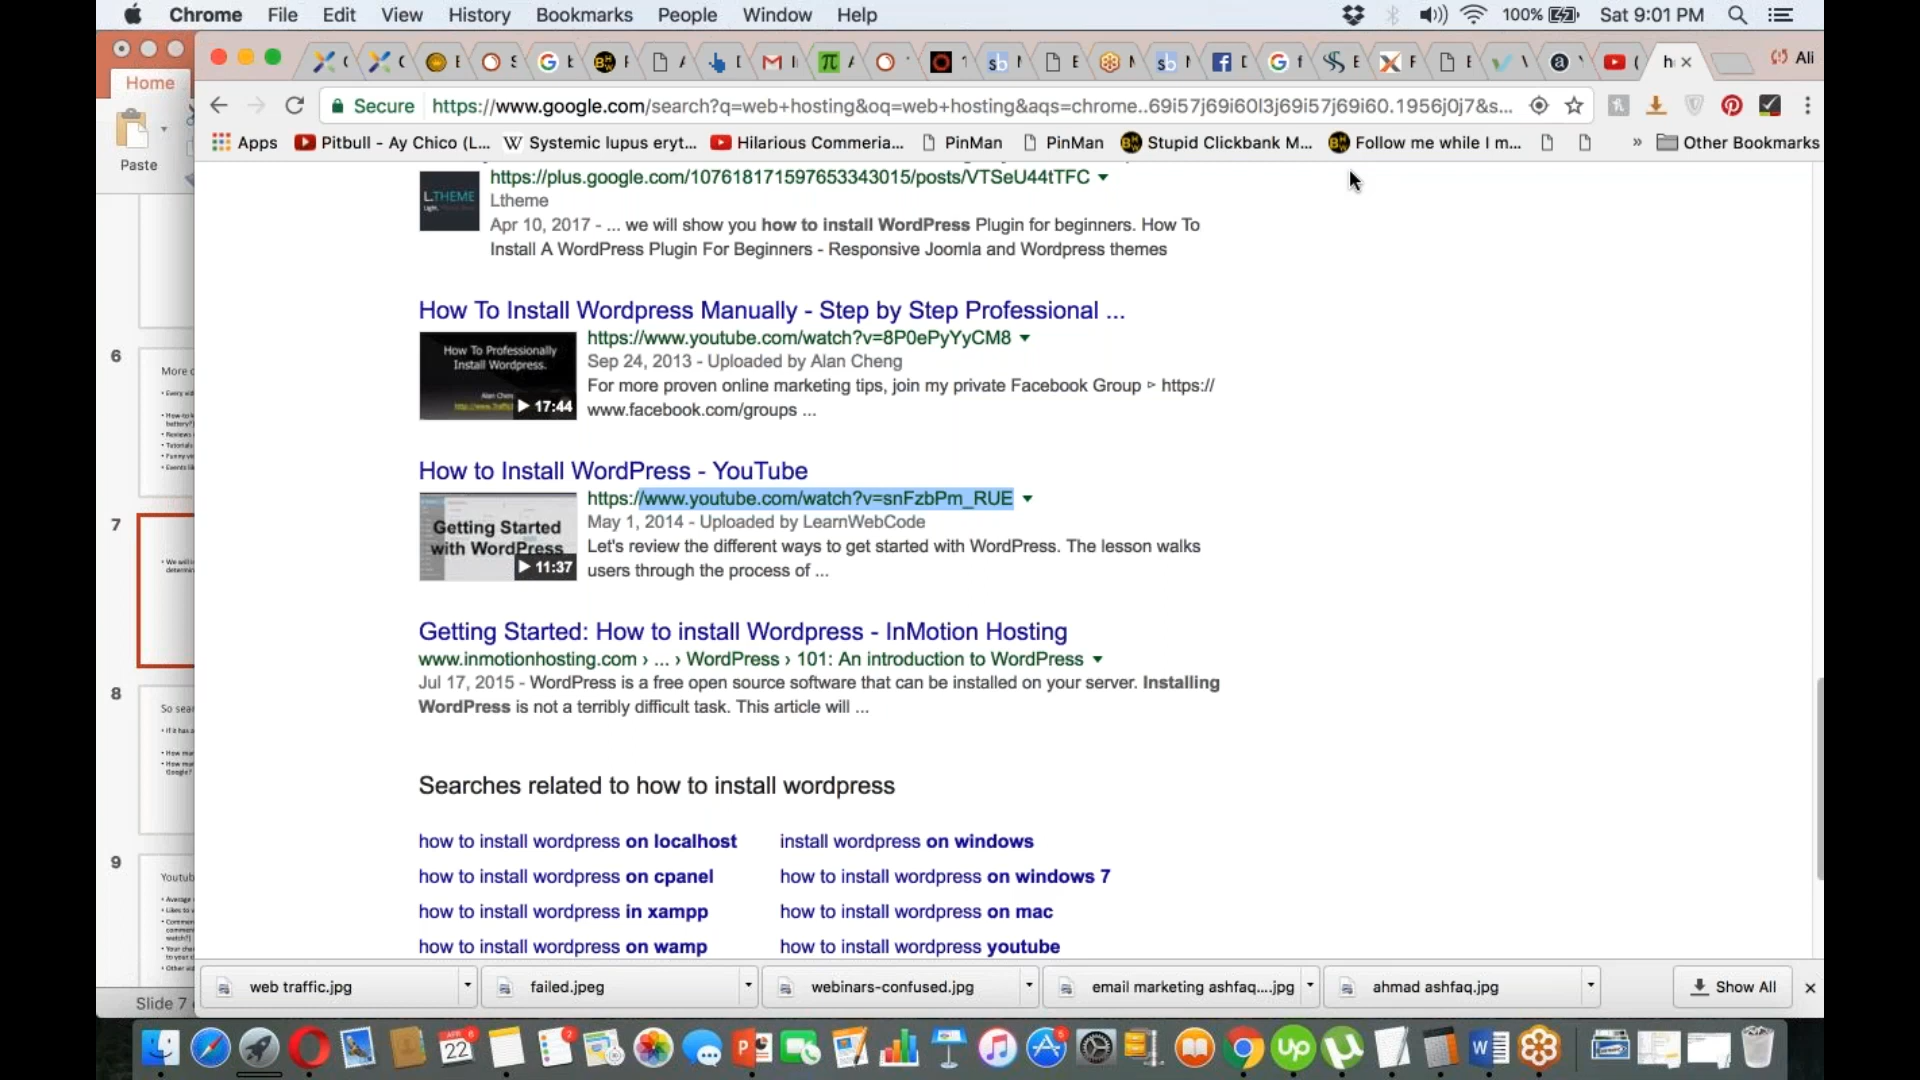 Chrome File Edit View History Bookmarks People Window Help 100% Sat 9:01 PM
Ali
Home
Paste
Secure https://www.google.com/search?q=web+hosting&oq=web+hosting&aqs=chrome..69i57j69i60l3j69i57j69i60.1956j0j7&s...
Apps Pitbull - Ay Chico (L... Systemic lupus eryt... Hilarious Commeria... PinMan PinMan Stupid Clickbank M... Follow me while I m... » Other Bookmarks
https://plus.google.com/107618171597653343015/posts/VTSeU44tTFC
L.THEME
Ltheme
Apr 10, 2017 - ... we will show you how to install WordPress Plugin for beginners. How To
Install A WordPress Plugin For Beginners - Responsive Joomla and Wordpress themes
How To Install Wordpress Manually - Step by Step Professional ...
https://www.youtube.com/watch?v=8P0ePyYyCM8
Sep 24, 2013 - Uploaded by Alan Cheng
For more proven online marketing tips, join my private Facebook Group ▹ https://
www.facebook.com/groups ...
How To Professionally
Install Wordpress.
17:44
How to Install WordPress - YouTube
https://www.youtube.com/watch?v=snFzbPm_RUE
May 1, 2014 - Uploaded by LearnWebCode
Let's review the different ways to get started with WordPress. The lesson walks
users through the process of ...
Getting Started
with WordPress
11:37
Getting Started: How to install Wordpress - InMotion Hosting
www.inmotionhosting.com › ... › WordPress › 101: An introduction to WordPress
Jul 17, 2015 - WordPress is a free open source software that can be installed on your server. Installing
WordPress is not a terribly difficult task. This article will ...
Searches related to how to install wordpress
how to install wordpress on localhost install wordpress on windows
how to install wordpress on cpanel how to install wordpress on windows 7
how to install wordpress in xampp how to install wordpress on mac
how to install wordpress on wamp how to install wordpress youtube
6
7
8
So sear
9
Youtub
Slide 7
web traffic.jpg failed.jpeg webinars-confused.jpg email marketing ashfaq....jpg ahmad ashfaq.jpg Show All
22